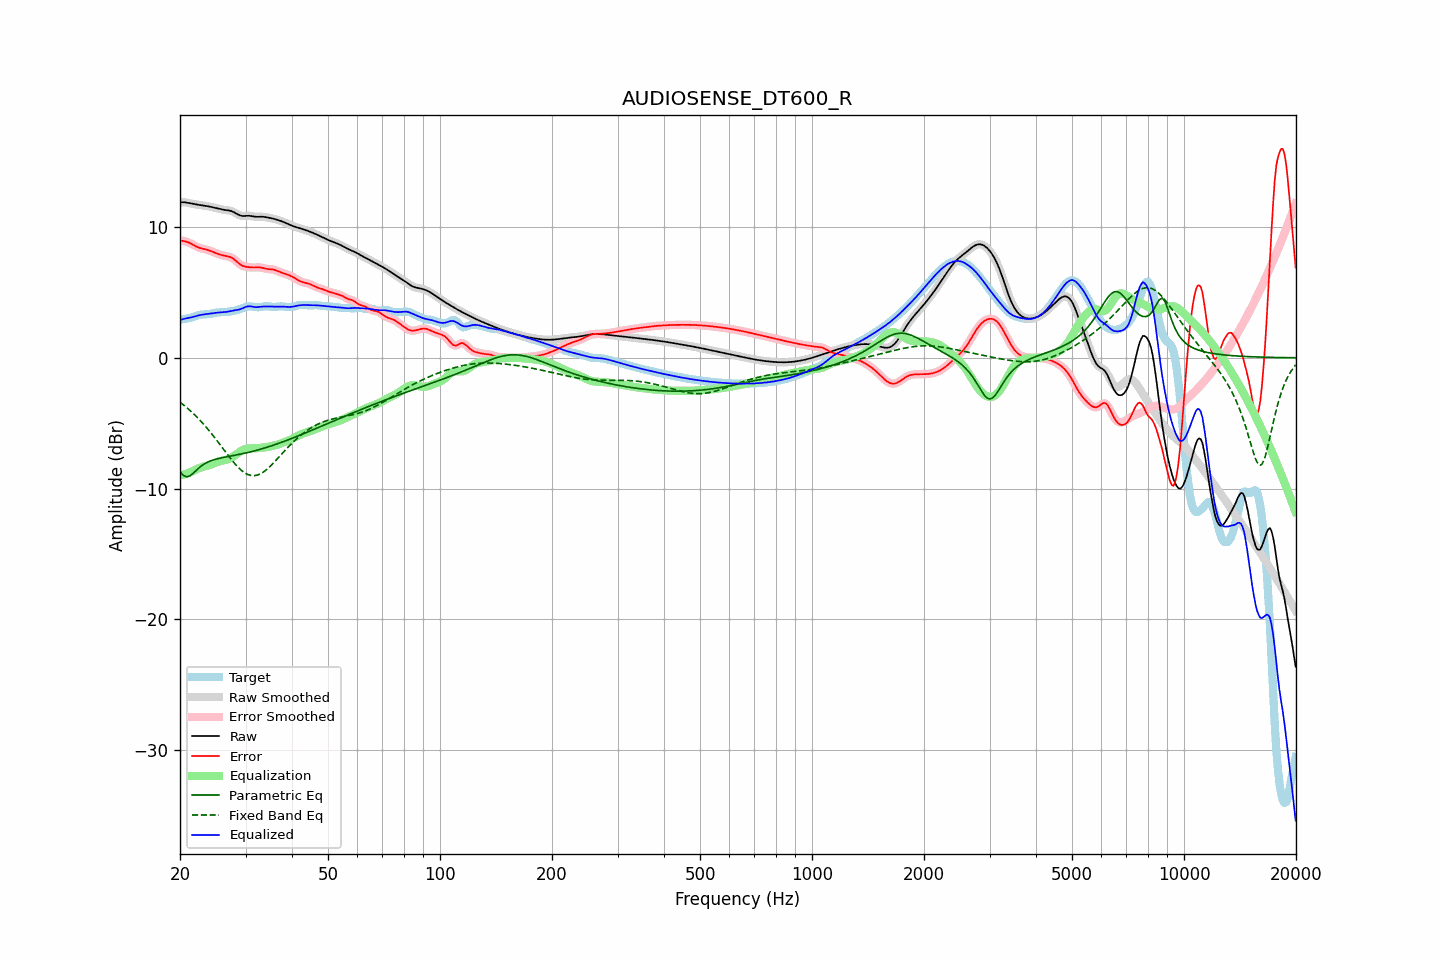 AUDIOSENSE_DT600_R
Amplitude (dBr)
10
0
−10
−20
−30
Target
Raw Smoothed
Error Smoothed
Raw
Error
Equalization
Parametric Eq
Fixed Band Eq
Equalized
20 50 100 200 500 1000 2000 5000 10000 20000
Frequency (Hz)